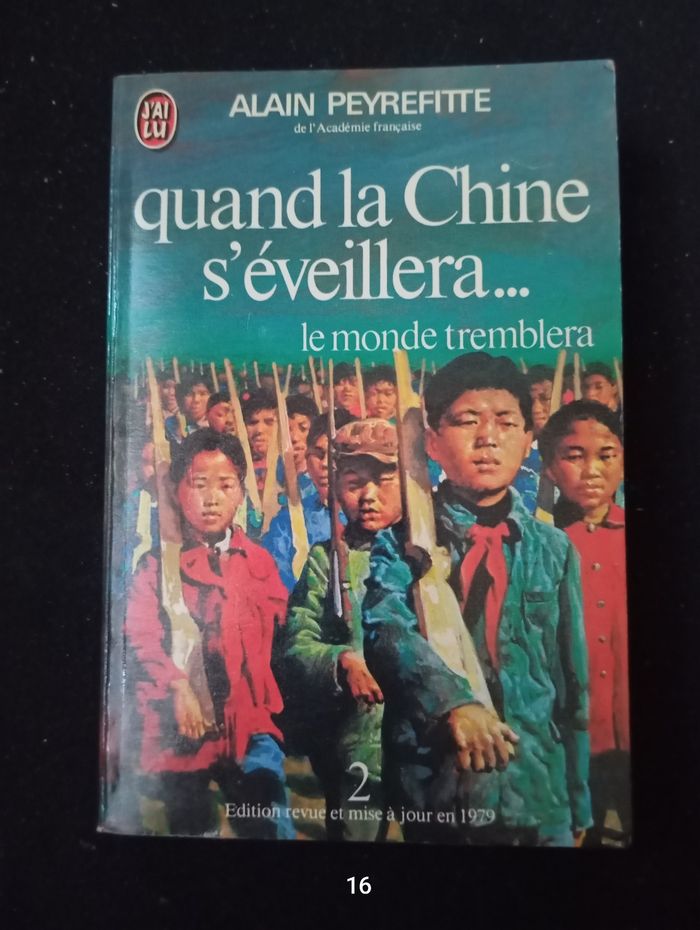 J'AI
LU
ALAIN PEYREFITTE
de l'Académie française
quand la Chine
s'éveillera...
le monde tremblera
2
Edition revue et mise à jour en 1979
16